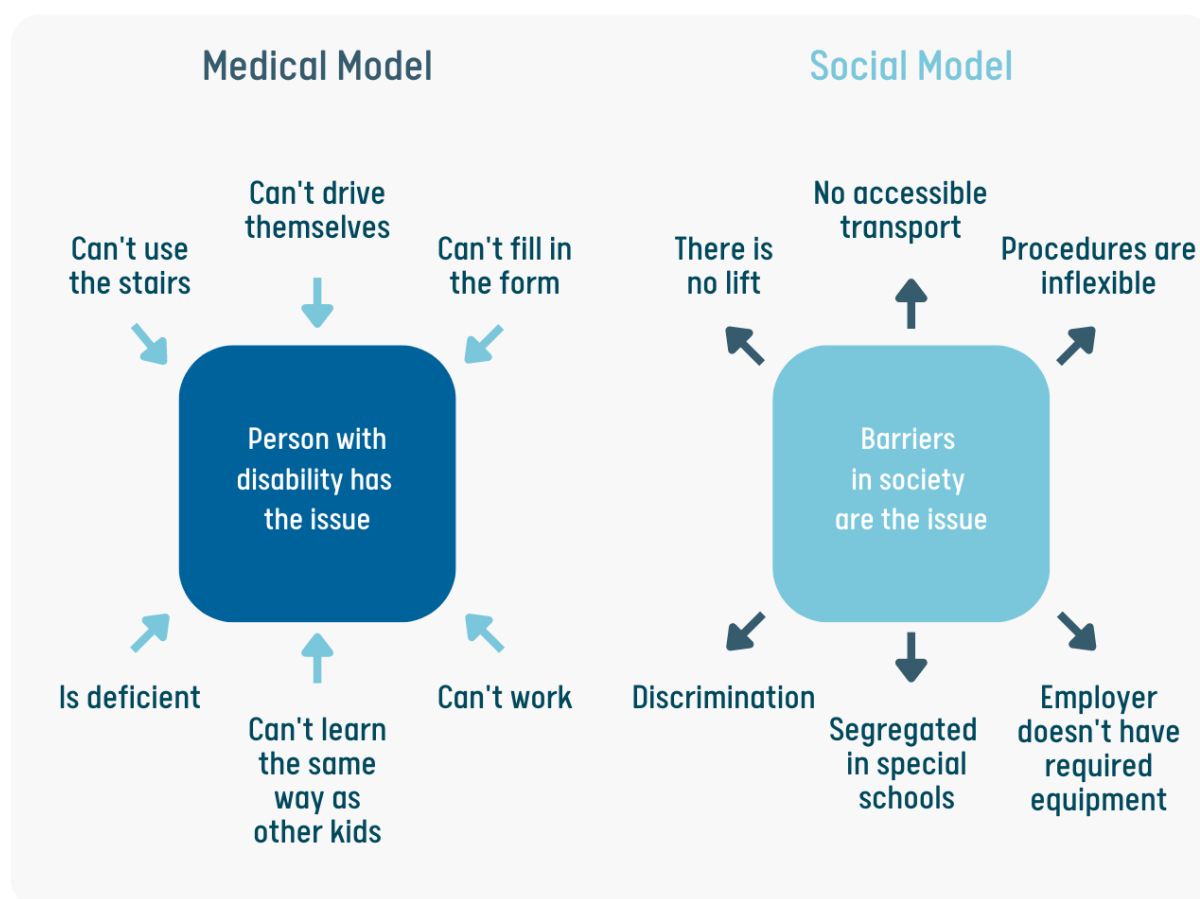 Medical Model
Can't drive
themselves
Can't use
the stairs
Can't fill in
the form
Person with
disability has
the issue
Is deficient
Can't learn
the same
way as
other kids
Can't work
Social Model
No accessible
transport
There is
no lift
Procedures are
inflexible
Barriers
in society
are the issue
Discrimination
Segregated
in special
schools
Employer
doesn't have
required
equipment